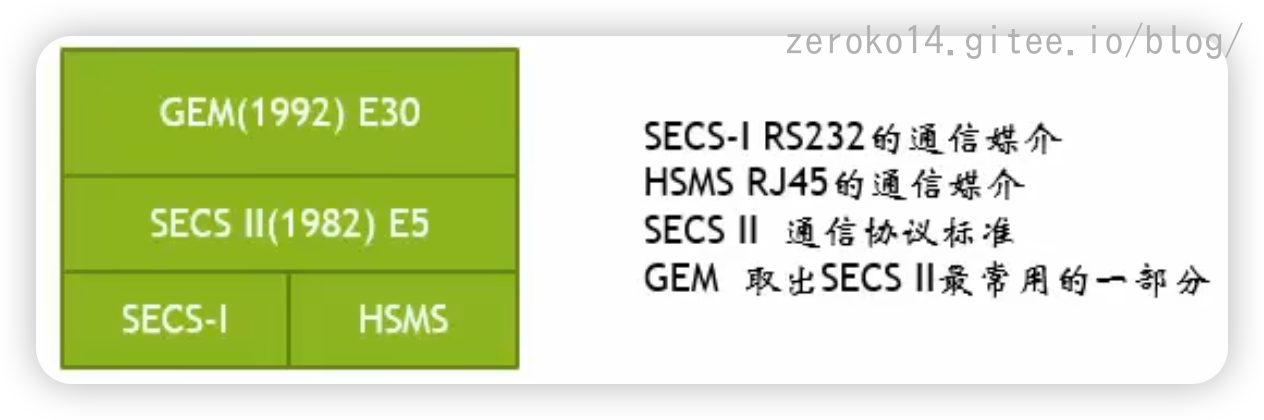 zeroko14.gitee.io/blog/
GEM(1992) E30
SECS II(1982) E5
SECS-I
HSMS
SECS-I RS232的通信媒介
HSMS RJ45的通信媒介
SECS II 通信协议标准
GEM 取出SECS II最常用的一部分